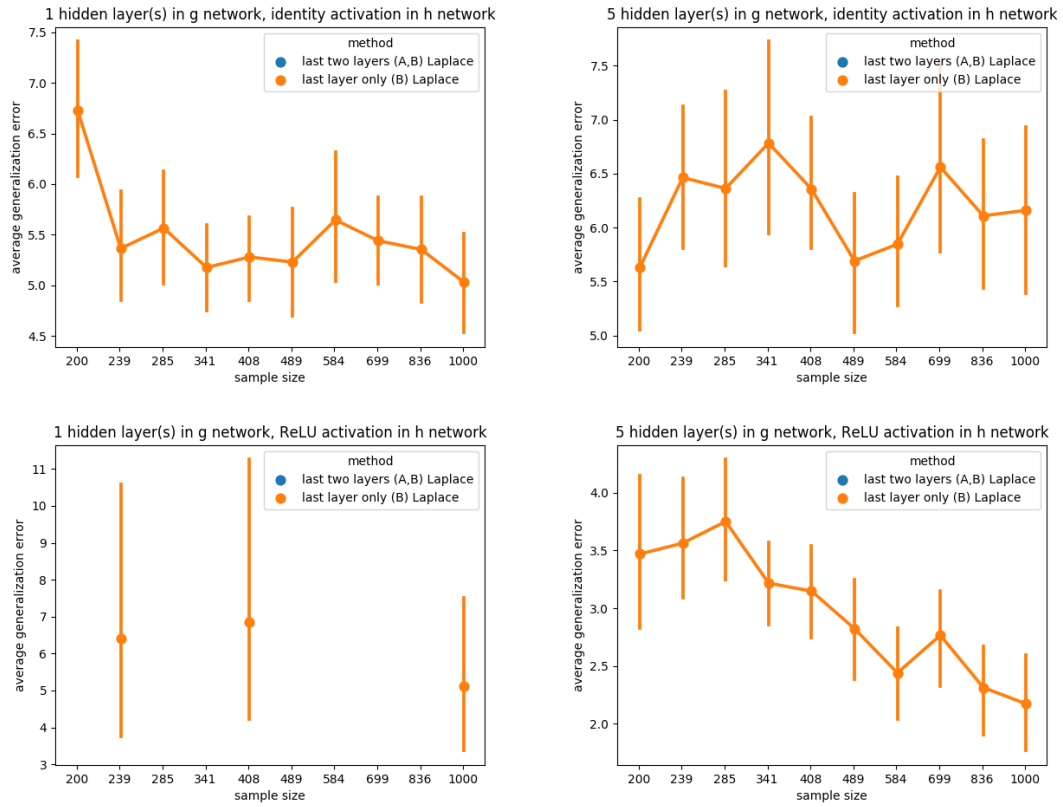 1 hidden layer(s) in g network, identity activation in h network
7.5
7.0
6.5
6.0
5.5
5.0
4.5
average generalization error
method
last two layers (A,B) Laplace
last layer only (B) Laplace
200 239 285 341 408 489 584 699 836 1000
sample size
5 hidden layer(s) in g network, identity activation in h network
7.5
7.0
6.5
6.0
5.5
5.0
average generalization error
method
last two layers (A,B) Laplace
last layer only (B) Laplace
200 239 285 341 408 489 584 699 836 1000
sample size
1 hidden layer(s) in g network, ReLU activation in h network
11
10
9
8
7
6
5
4
3
average generalization error
method
last two layers (A,B) Laplace
last layer only (B) Laplace
200 239 285 341 408 489 584 699 836 1000
sample size
5 hidden layer(s) in g network, ReLU activation in h network
4.0
3.5
3.0
2.5
2.0
average generalization error
method
last two layers (A,B) Laplace
last layer only (B) Laplace
200 239 285 341 408 489 584 699 836 1000
sample size